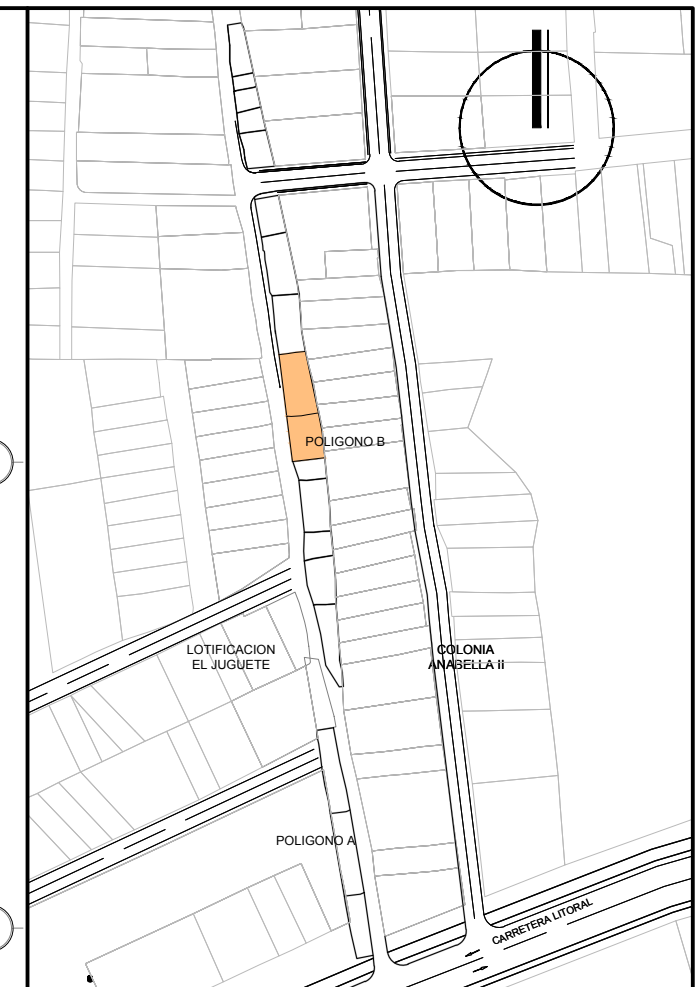 POLIGONO B
LOTIFICACION
EL JUGUETE
COLONIA
ANABELLA II
POLIGONO A
CARRETERA LITORAL